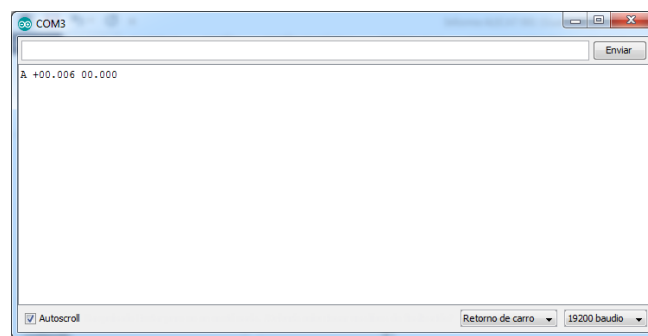 COM3
Enviar
A +00.006 00.000
Autoscroll
Retorno de carro
19200 baudio